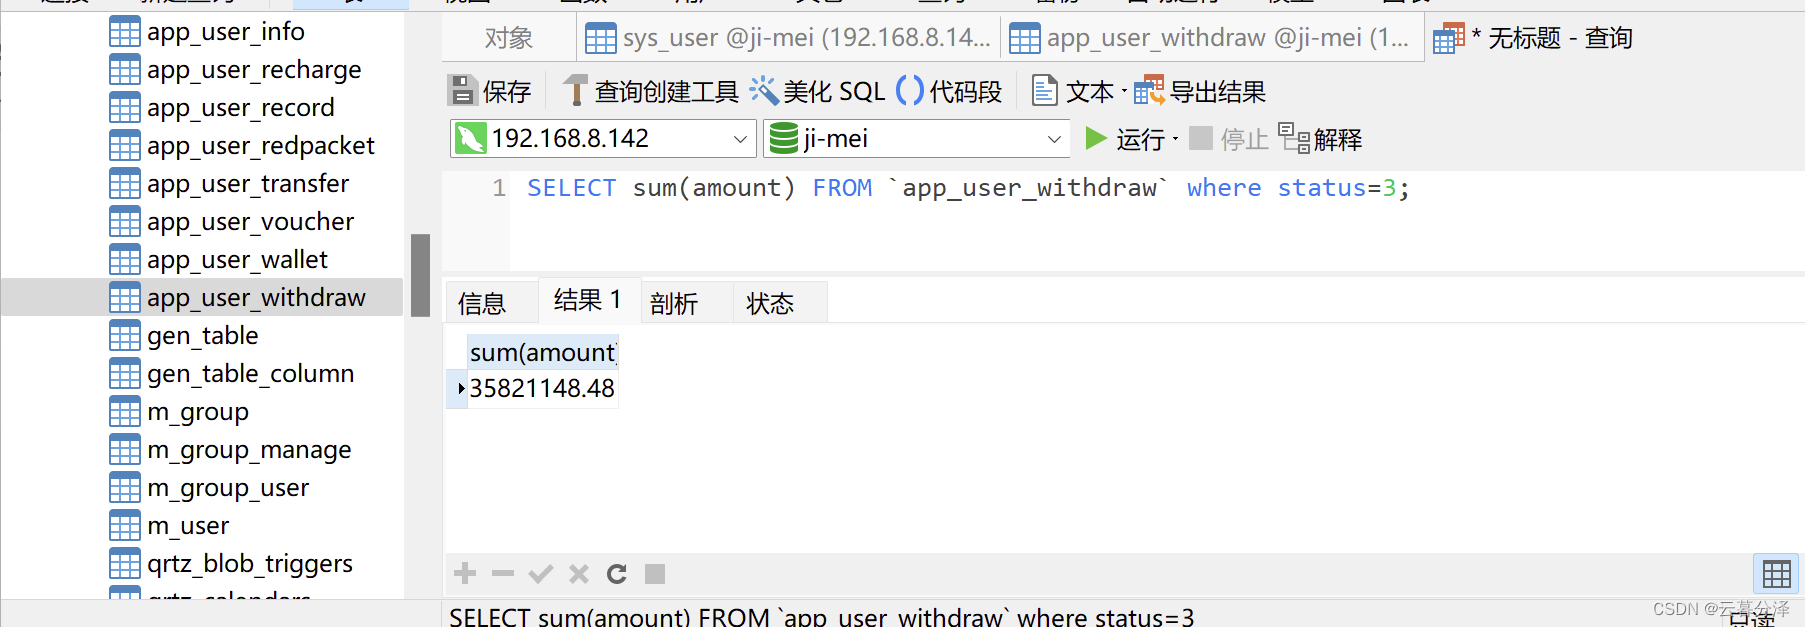 app_user_info
app_user_recharge
app_user_record
app_user_redpacket
app_user_transfer
app_user_voucher
app_user_wallet
app_user_withdraw
gen_table
gen_table_column
m_group
m_group_manage
m_group_user
m_user
qrtz_blob_triggers
qrtz_calendars
对象 sys_user @ji-mei (192.168.8.14... app_user_withdraw @ji-mei (1... * 无标题 - 查询
保存 查询创建工具 美化 SQL 代码段 文本 导出结果
192.168.8.142 ji-mei 运行 停止 解释
1 SELECT sum(amount) FROM `app_user_withdraw` where status=3;
信息 结果 1 剖析 状态
sum(amount)
35821148.48
SELECT sum(amount) FROM `app_user_withdraw` where status=3
只读
CSDN @云暮分泽